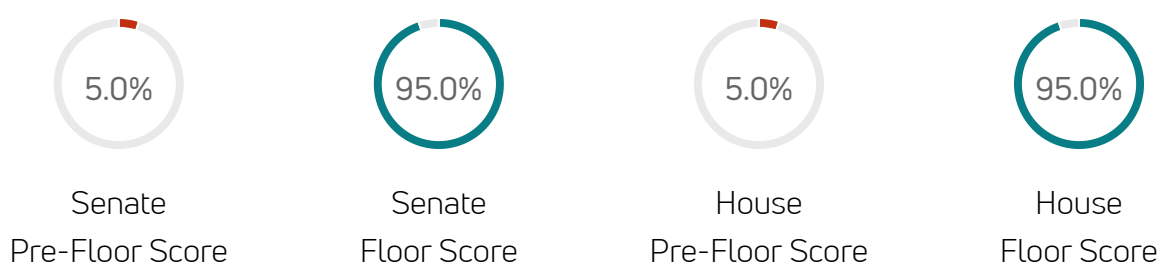 5.0%
Senate
Pre-Floor Score
95.0%
Senate
Floor Score
5.0%
House
Pre-Floor Score
95.0%
House
Floor Score